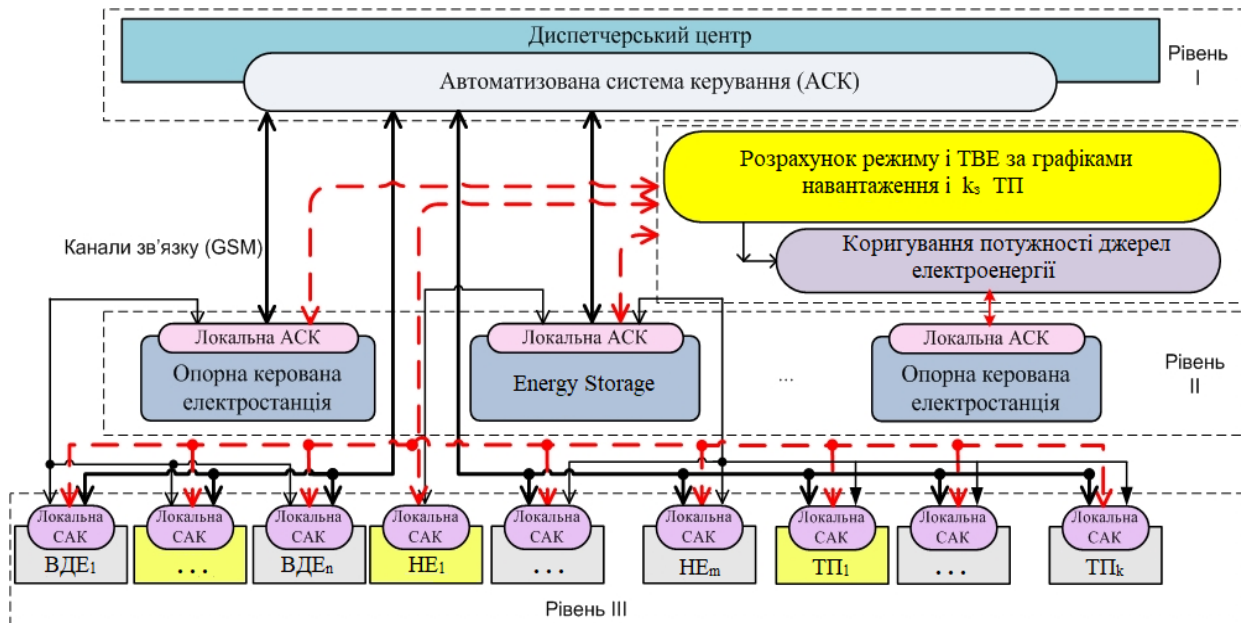 Диспетчерський центр
Автоматизована система керування (АСК)
Рівень
I
Розрахунок режиму і ТВЕ за графіками
навантаження і k₃ ТП
Канали зв'язку (GSM)
Коригування потужності джерел
електроенергії
Локальна АСК
Опорна керована
електростанція
Локальна АСК
Energy Storage
...
Локальна АСК
Опорна керована
електростанція
Рівень
II
Локальна
САК
ВДЕ₁
Локальна
САК
...
Локальна
САК
ВДЕₙ
Локальна
САК
НЕ₁
Локальна
САК
...
Локальна
САК
НЕₘ
Локальна
САК
ТП₁
Локальна
САК
...
Локальна
САК
ТПₖ
Рівень III